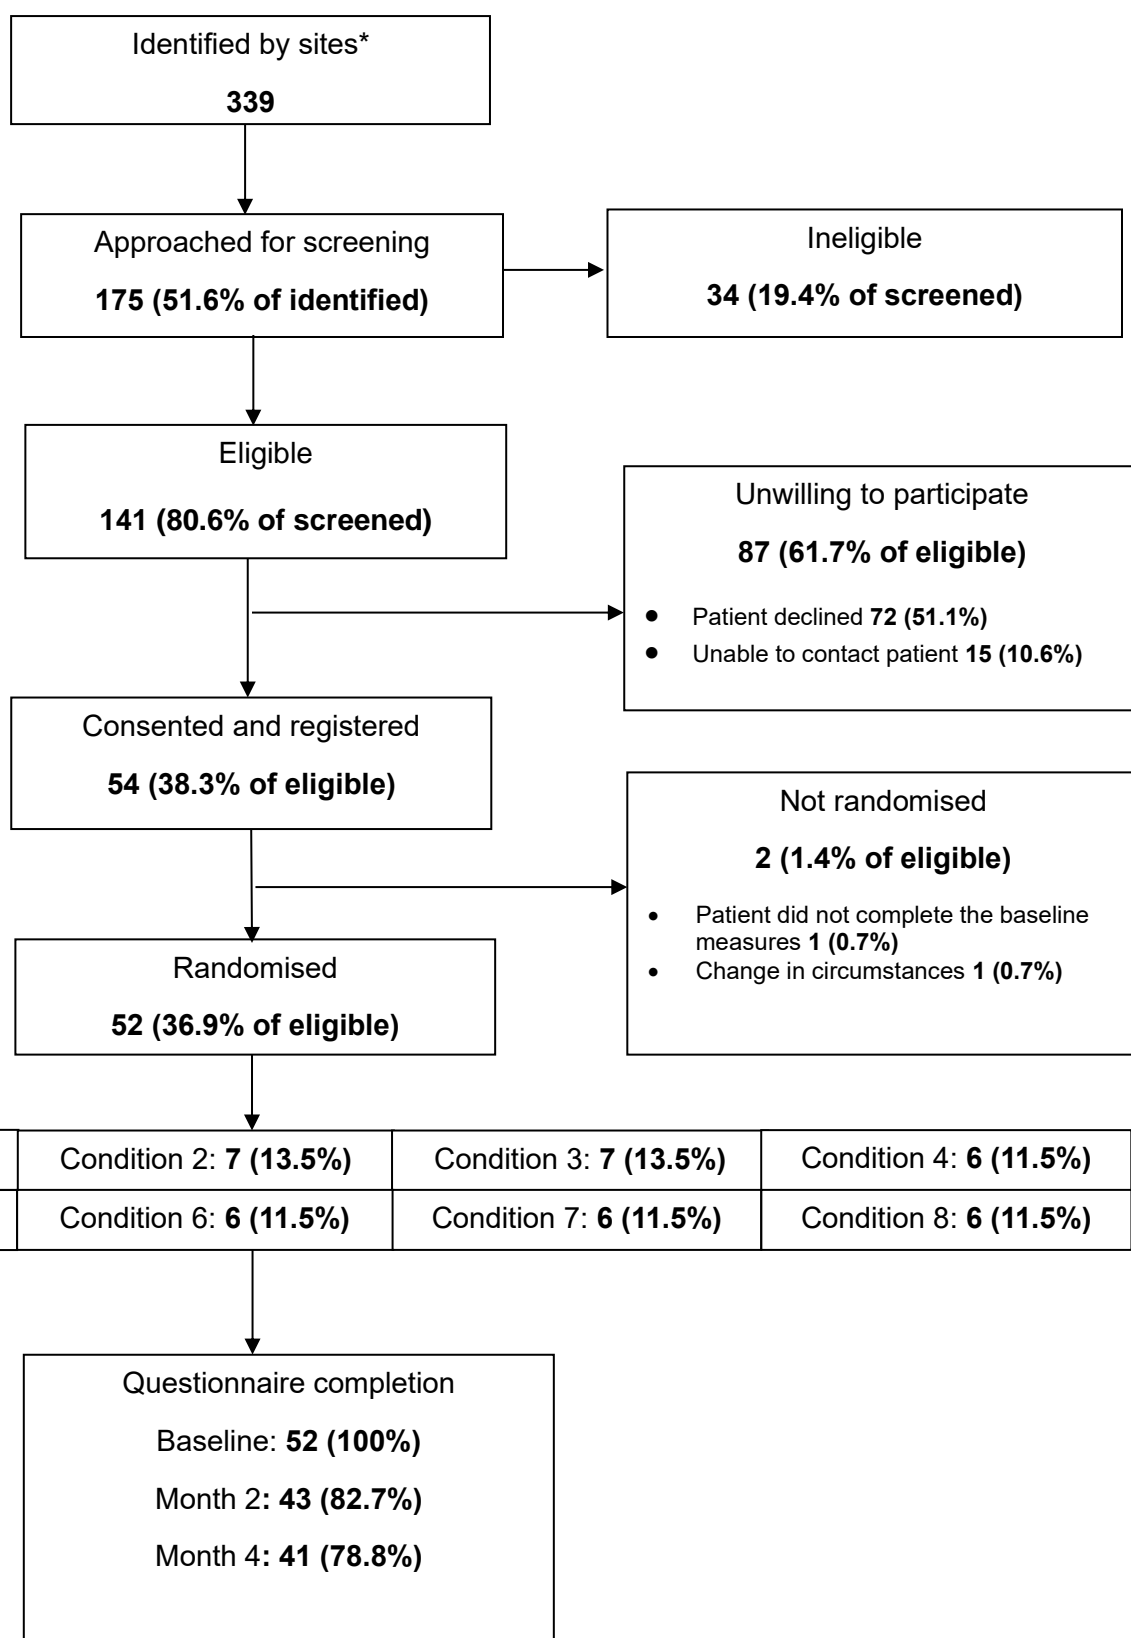 Identified by sites*
339
Approached for screening
175 (51.6% of identified)
Ineligible
34 (19.4% of screened)
Eligible
141 (80.6% of screened)
Unwilling to participate
87 (61.7% of eligible)
● Patient declined 72 (51.1%)
● Unable to contact patient 15 (10.6%)
Consented and registered
54 (38.3% of eligible)
Not randomised
2 (1.4% of eligible)
• Patient did not complete the baseline
measures 1 (0.7%)
• Change in circumstances 1 (0.7%)
Randomised
52 (36.9% of eligible)
Condition 2: 7 (13.5%)
Condition 3: 7 (13.5%)
Condition 4: 6 (11.5%)
Condition 6: 6 (11.5%)
Condition 7: 6 (11.5%)
Condition 8: 6 (11.5%)
Questionnaire completion
Baseline: 52 (100%)
Month 2: 43 (82.7%)
Month 4: 41 (78.8%)